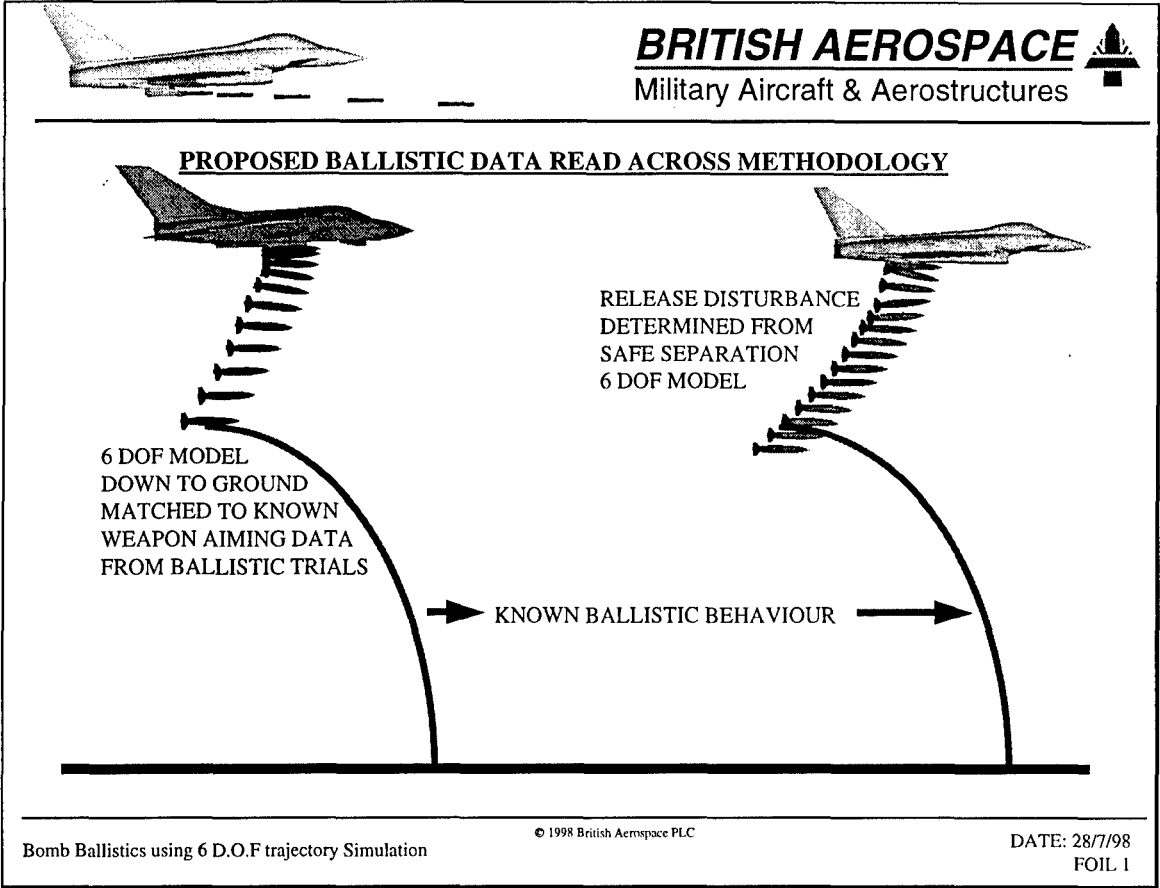 BRITISH AEROSPACE
Military Aircraft & Aerostructures
PROPOSED BALLISTIC DATA READ ACROSS METHODOLOGY
RELEASE DISTURBANCE
DETERMINED FROM
SAFE SEPARATION
6 DOF MODEL
6 DOF MODEL
DOWN TO GROUND
MATCHED TO KNOWN
WEAPON AIMING DATA
FROM BALLISTIC TRIALS
KNOWN BALLISTIC BEHAVIOUR
© 1998 British Aerospace PLC
Bomb Ballistics using 6 D.O.F trajectory Simulation
DATE: 28/7/98
FOIL 1